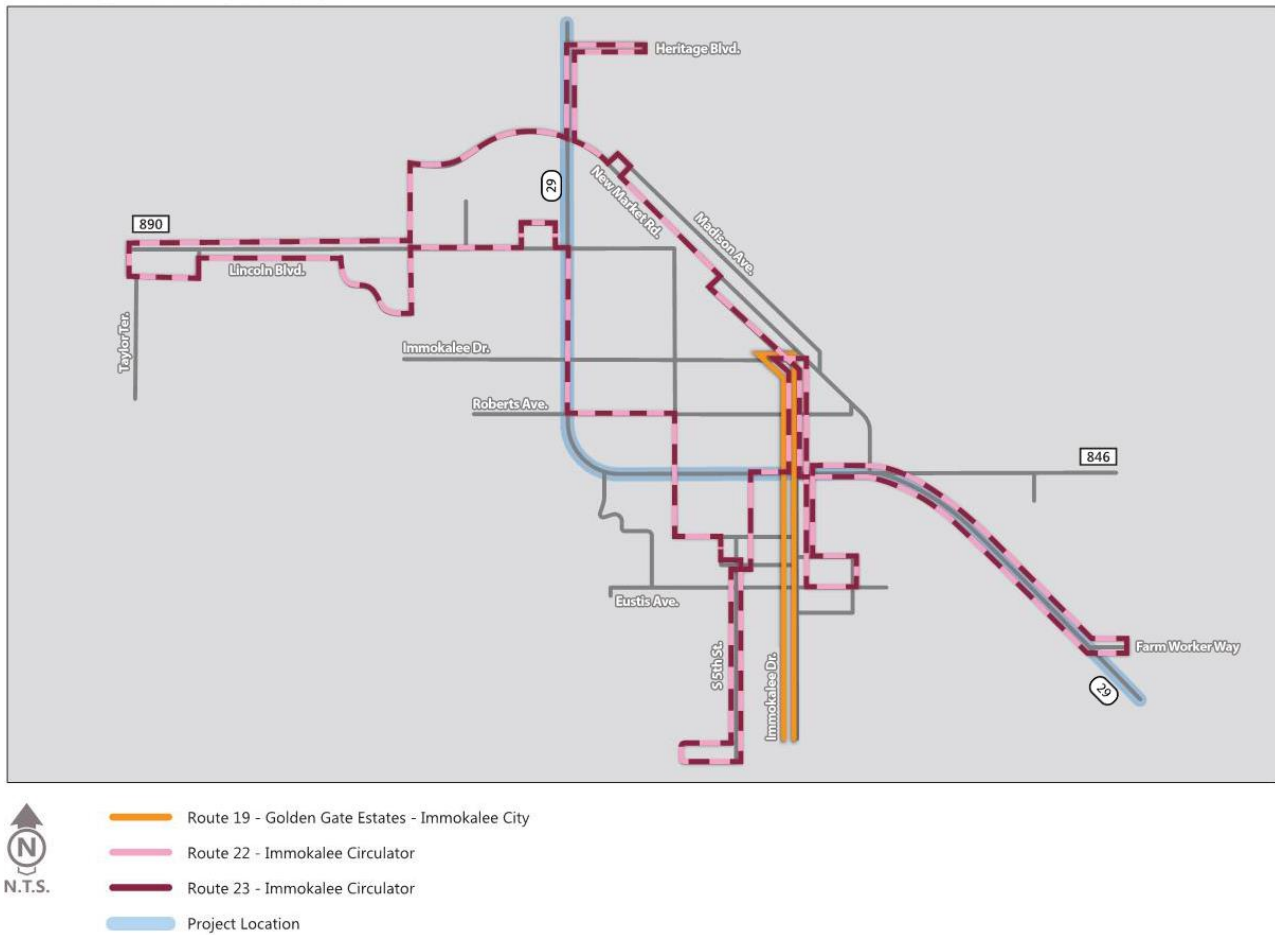 Heritage Blvd.
29
New Market Rd.
Madison Ave.
890
Lincoln Blvd.
Taylor Ter.
Immokalee Dr.
Roberts Ave.
846
Eustis Ave.
S 5th St.
Immokalee Dr.
Farm Worker Way
29
N
N.T.S.
Route 19 - Golden Gate Estates - Immokalee City
Route 22 - Immokalee Circulator
Route 23 - Immokalee Circulator
Project Location